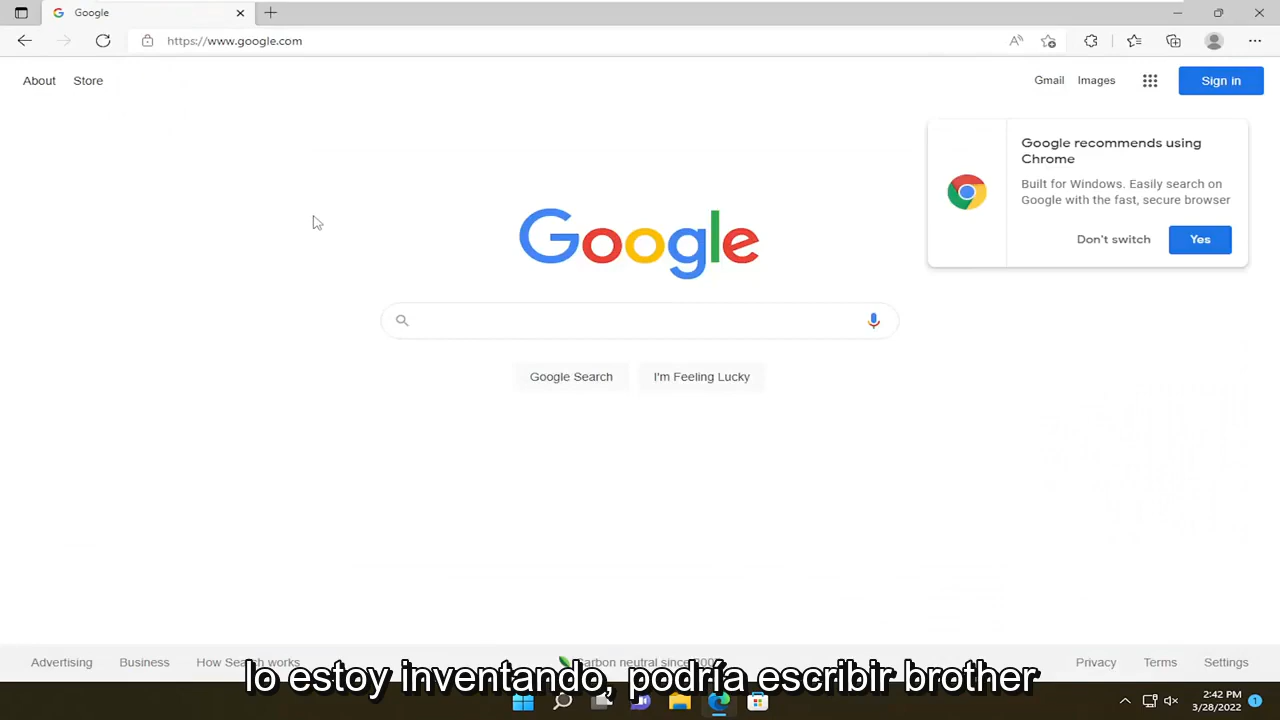 Google
https://www.google.com
About Store
Gmail Images Sign in
Google recommends using
Chrome
Built for Windows. Easily search on
Google with the fast, secure browser
Don't switch Yes
Google
Google Search I'm Feeling Lucky
Advertising Business How Search works
Carbon neutral since
Privacy Terms Settings
lo estoy inventando, podría escribir brother
2:42 PM
3/28/2022
1